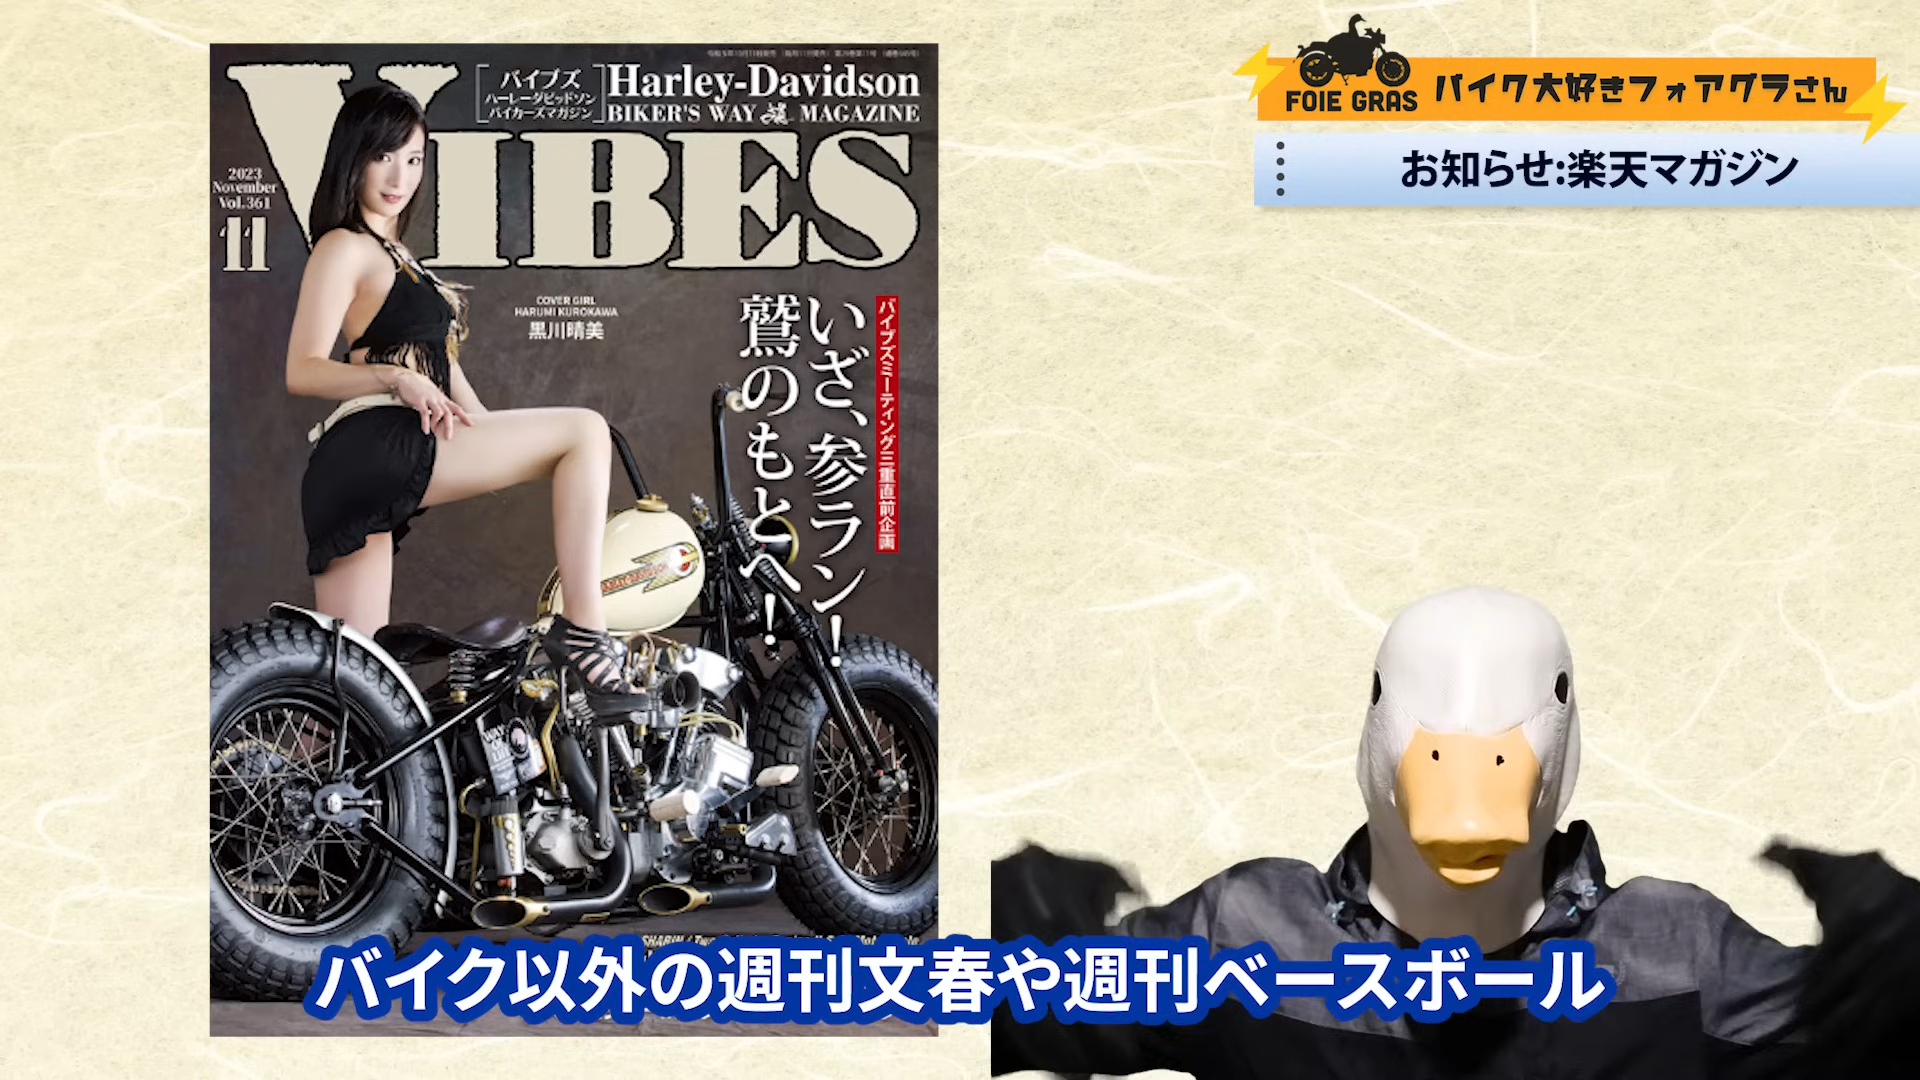 バイブズ
ハーレーダビッドソン
バイカーズマガジン
Harley-Davidson
BIKER'S WAY MAGAZINE
VIBES
2023
November
Vol.361
11
COVER GIRL
HARUMI KUROKAWA
黒川晴美
バイブズミーティング三重直前企画
いざ、参ラン!
鷲のもとへ!
FOIE GRAS
バイク大好きフォアグラさん
お知らせ:楽天マガジン
バイク以外の週刊文春や週刊ベースボール